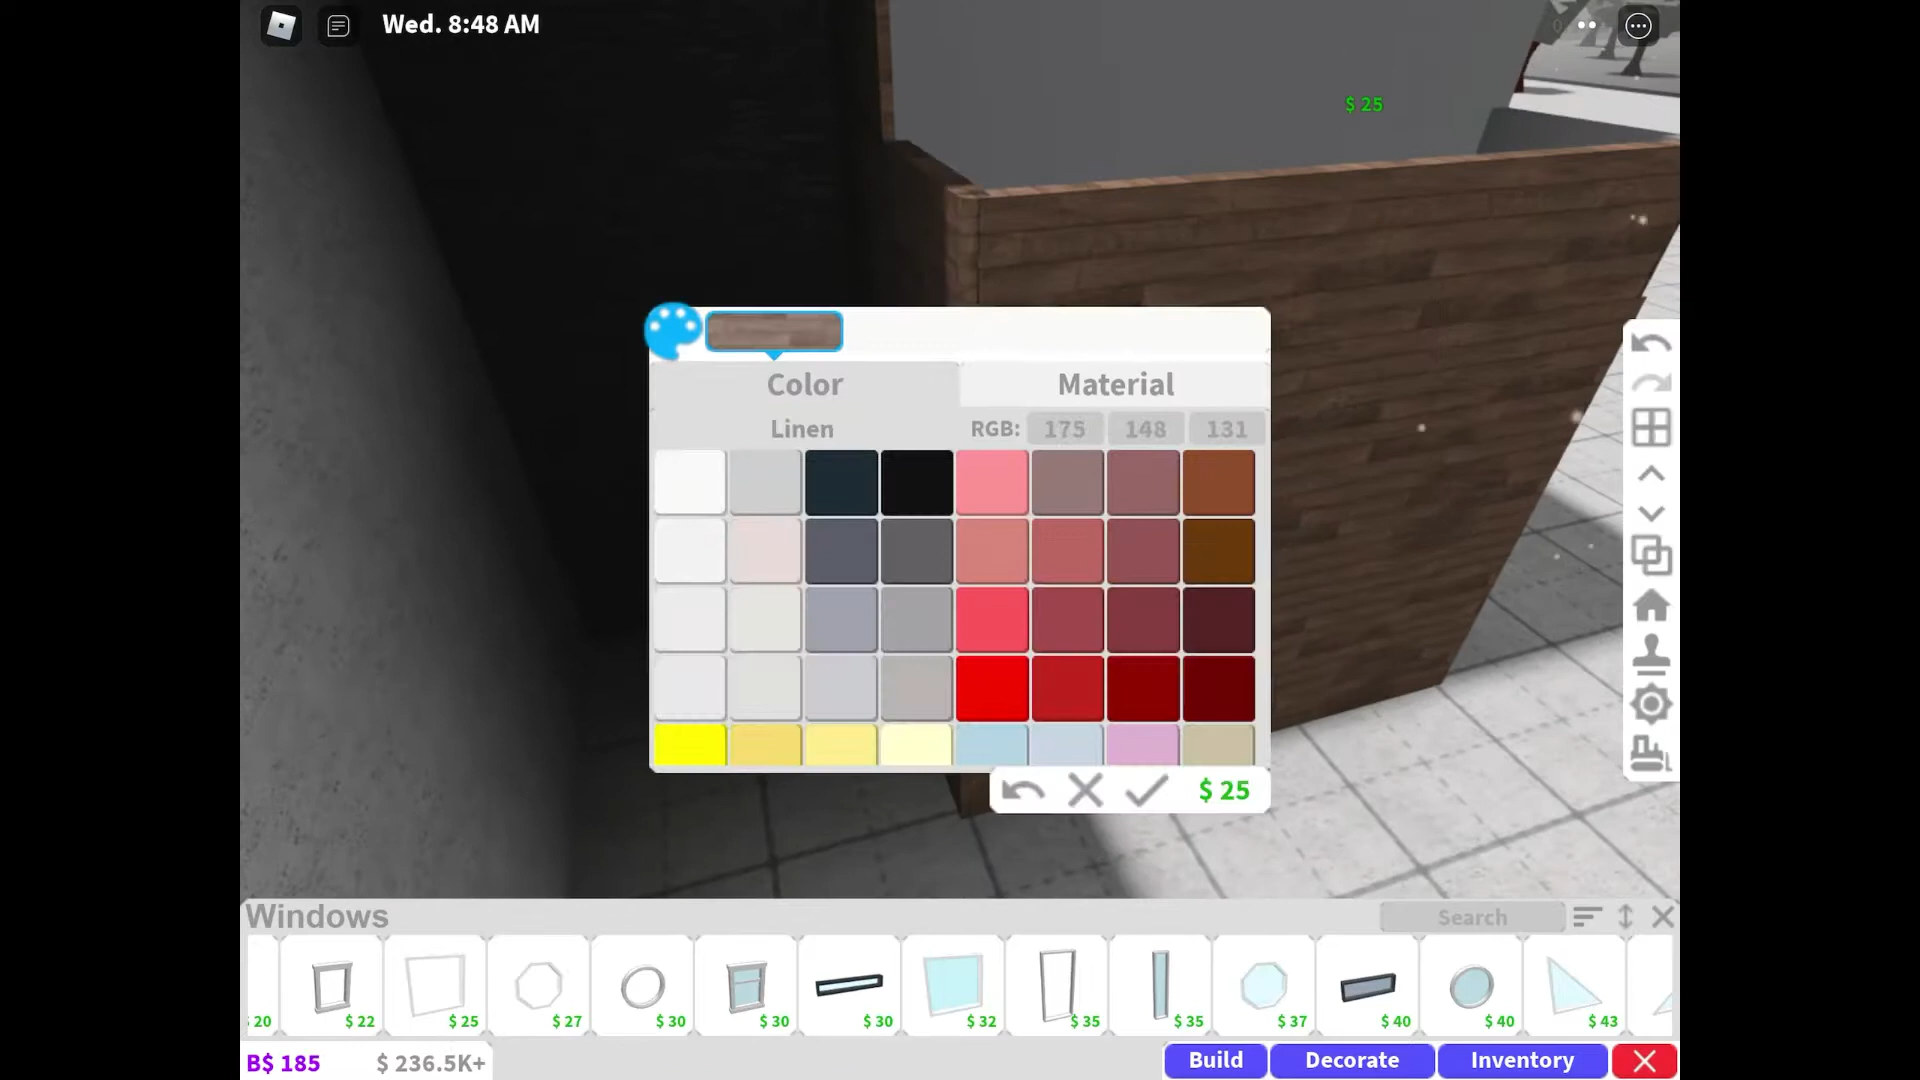 Wed. 8:48 AM
$ 25
Color
Material
Linen
RGB: 175 148 131
$ 25
Windows
Search
$ 20 $ 22 $ 25 $ 27 $ 30 $ 30 $ 30 $ 32 $ 35 $ 35 $ 37 $ 40 $ 40 $ 43
B$ 185
$ 236.5K+
Build
Decorate
Inventory